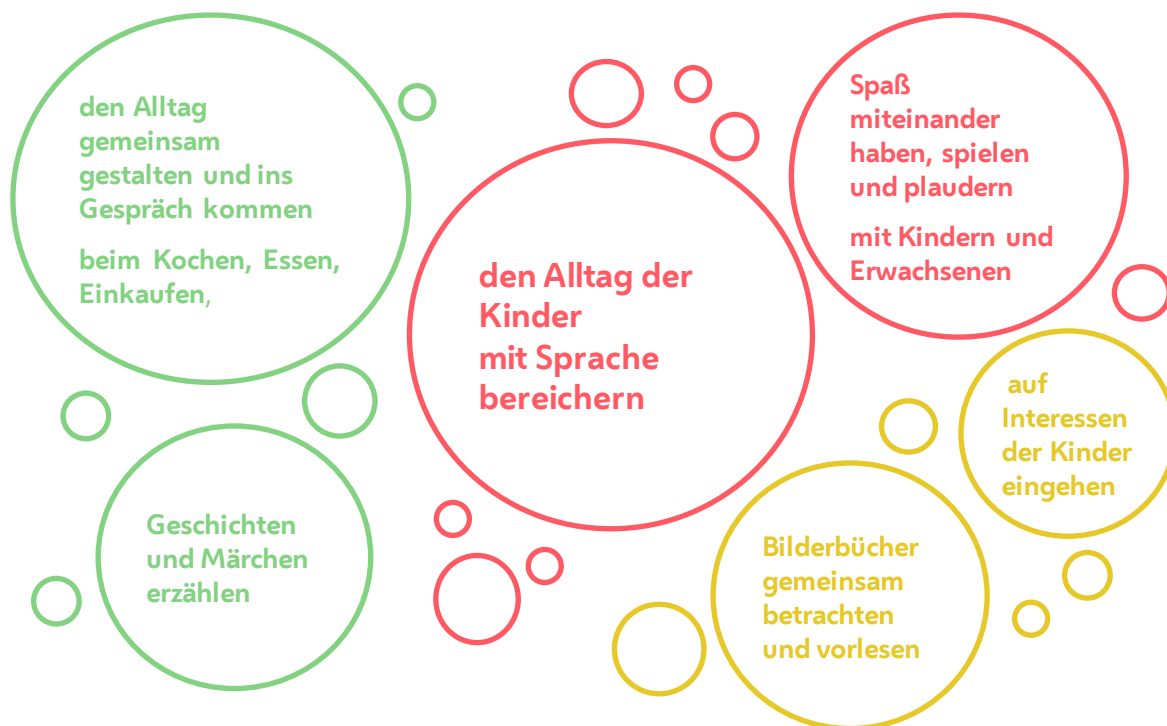 den Alltag
gemeinsam
gestalten und ins
Gespräch kommen
beim Kochen, Essen,
Einkaufen,
Geschichten
und Märchen
erzählen
den Alltag der
Kinder
mit Sprache
bereichern
Spaß
miteinander
haben, spielen
und plaudern
mit Kindern und
Erwachsenen
auf
Interessen
der Kinder
eingehen
Bilderbücher
gemeinsam
betrachten
und vorlesen